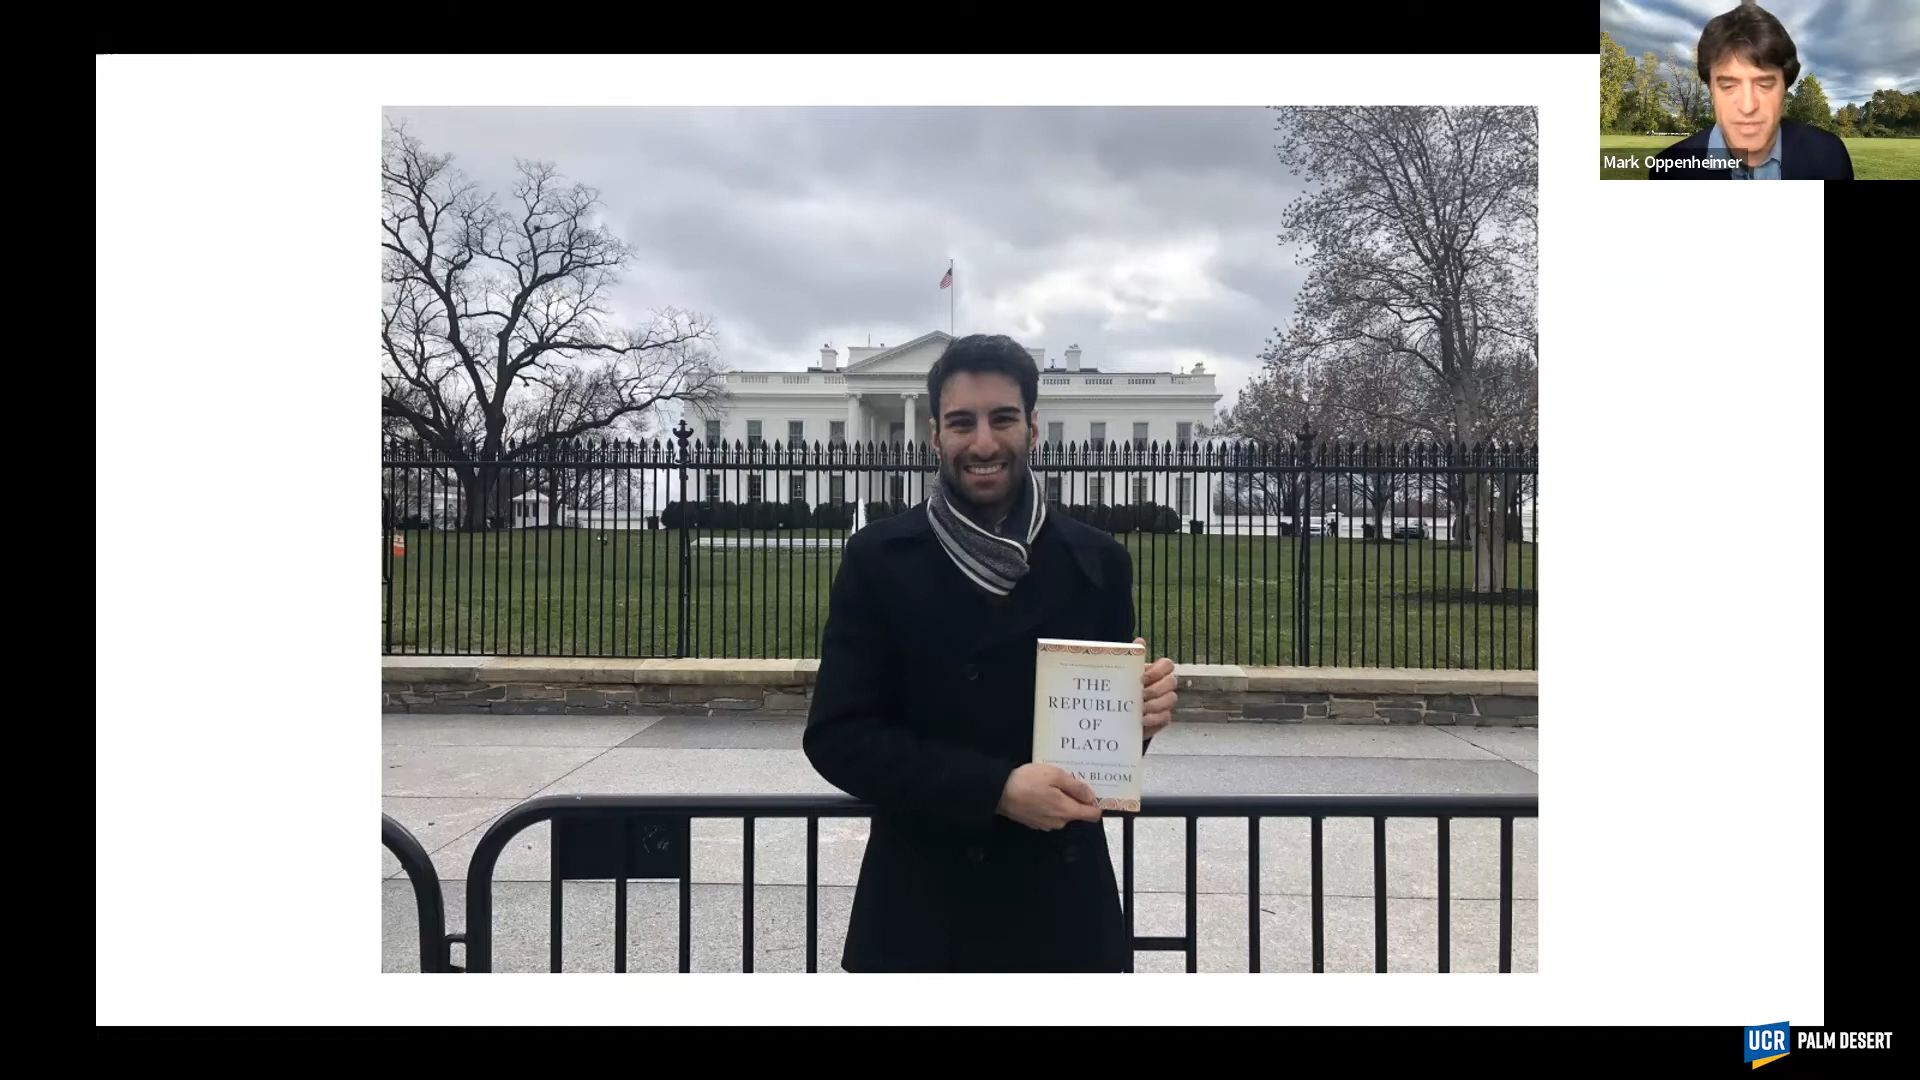 Mark Oppenheimer
THE
REPUBLIC
OF
PLATO
AN BLOOM
UCR PALM DESERT